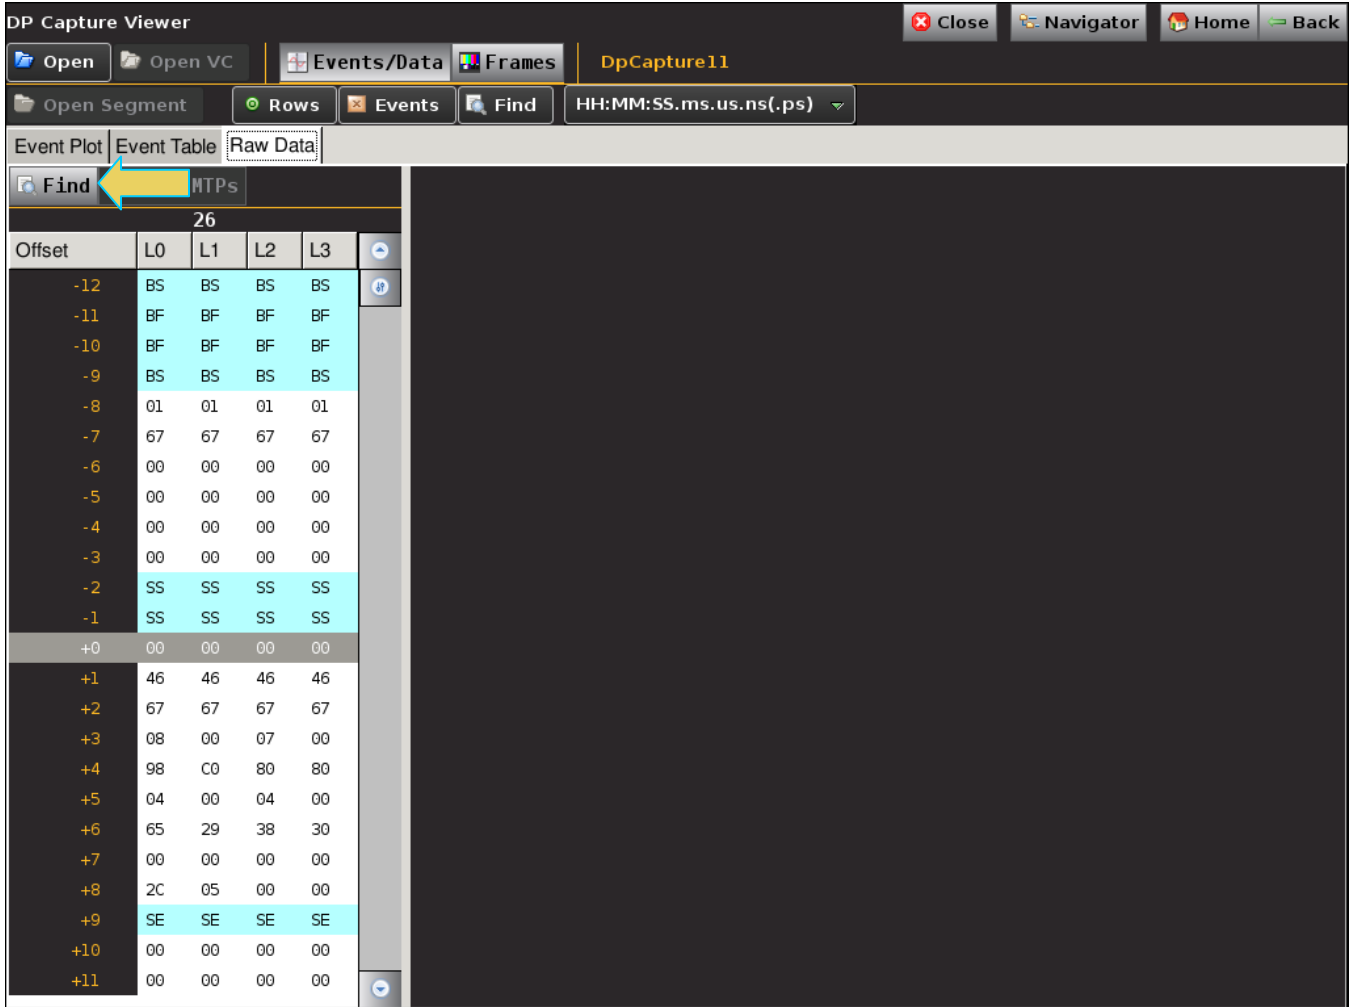 DP Capture Viewer Close Navigator Home Back
Open Open VC Events/Data Frames DpCapture11
Open Segment Rows Events Find HH:MM:SS.ms.us.ns(.ps)
Event Plot Event Table Raw Data
Find MTPs
26
Offset L0 L1 L2 L3
-12 BS BS BS BS
-11 BF BF BF BF
-10 BF BF BF BF
-9 BS BS BS BS
-8 01 01 01 01
-7 67 67 67 67
-6 00 00 00 00
-5 00 00 00 00
-4 00 00 00 00
-3 00 00 00 00
-2 SS SS SS SS
-1 SS SS SS SS
+0 00 00 00 00
+1 46 46 46 46
+2 67 67 67 67
+3 08 00 07 00
+4 98 C0 80 80
+5 04 00 04 00
+6 65 29 38 30
+7 00 00 00 00
+8 2C 05 00 00
+9 SE SE SE SE
+10 00 00 00 00
+11 00 00 00 00